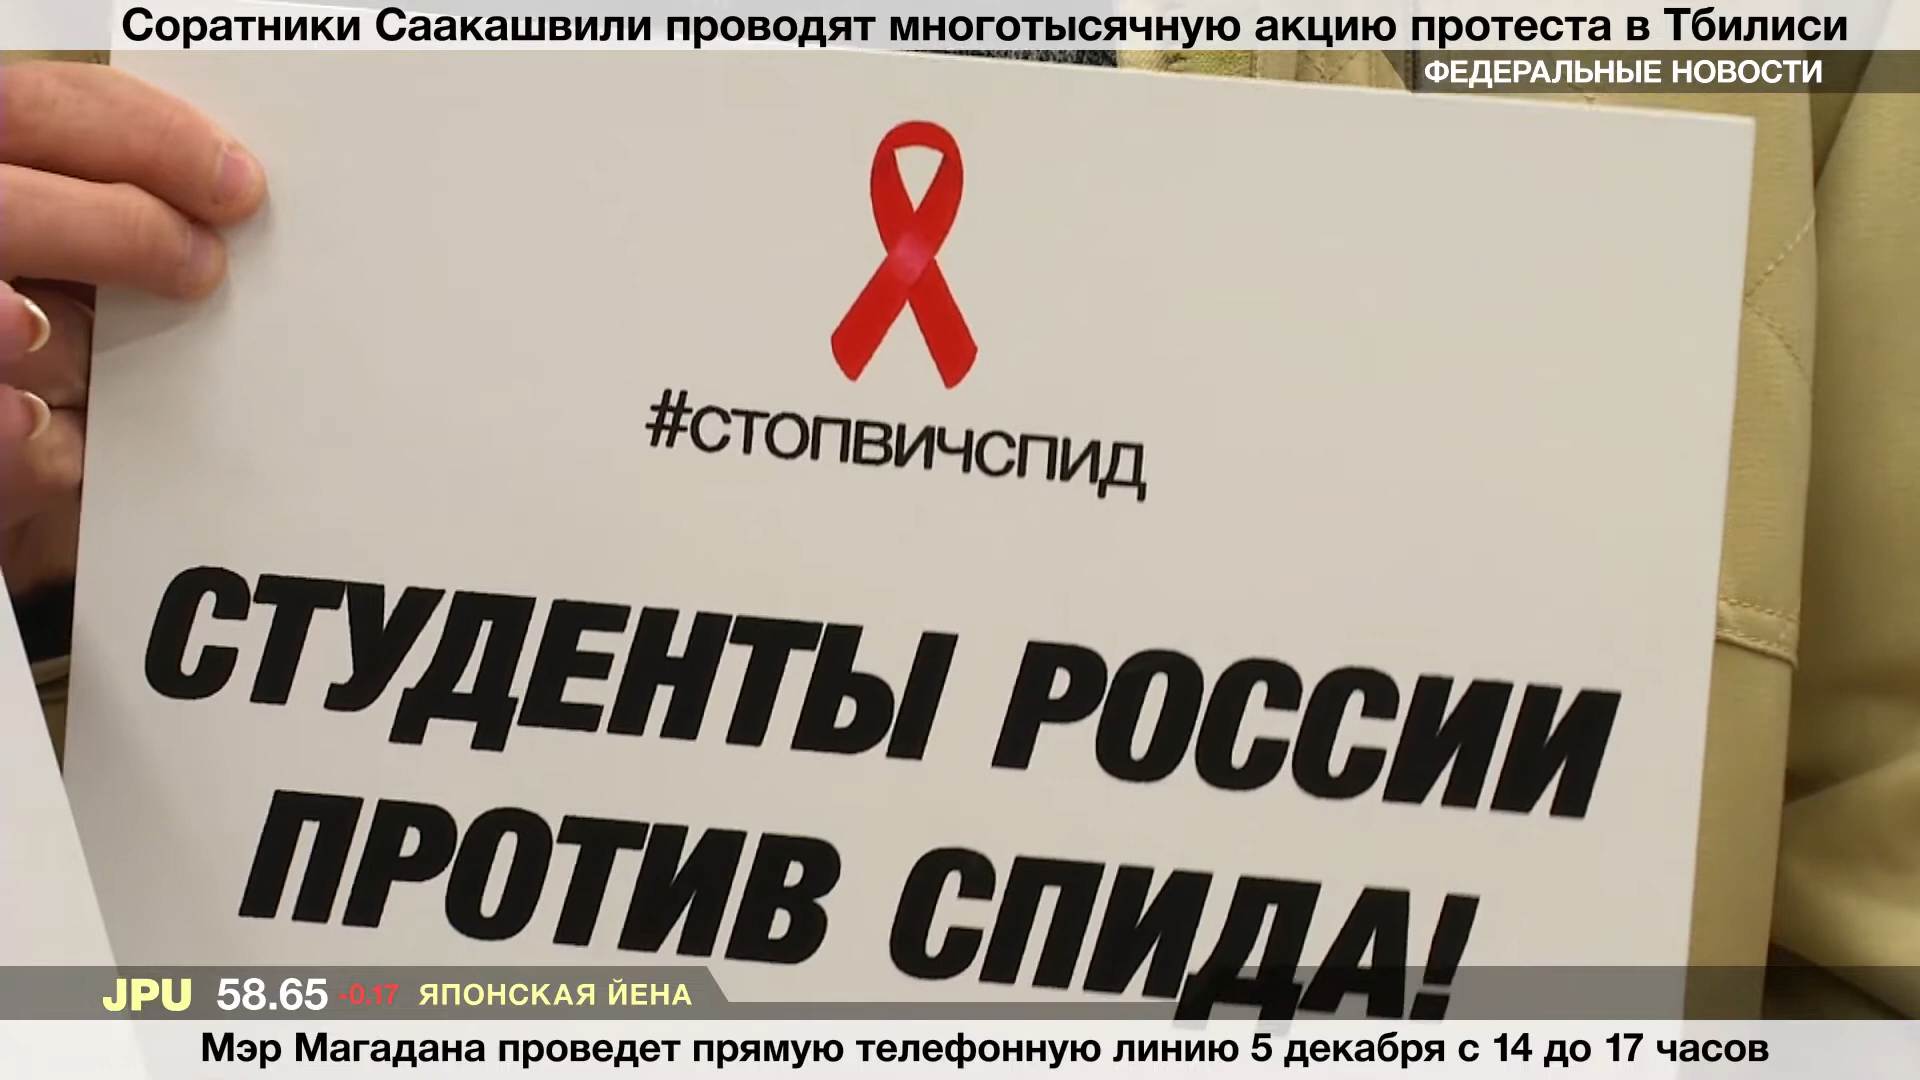 Соратники Саакашвили проводят многотысячную акцию протеста в Тбилиси
ФЕДЕРАЛЬНЫЕ НОВОСТИ
#СТОПВИЧСПИД
СТУДЕНТЫ РОССИИ
ПРОТИВ СПИДА!
JPU 58.65 -0.17 ЯПОНСКАЯ ЙЕНА
Мэр Магадана проведет прямую телефонную линию 5 декабря с 14 до 17 часов